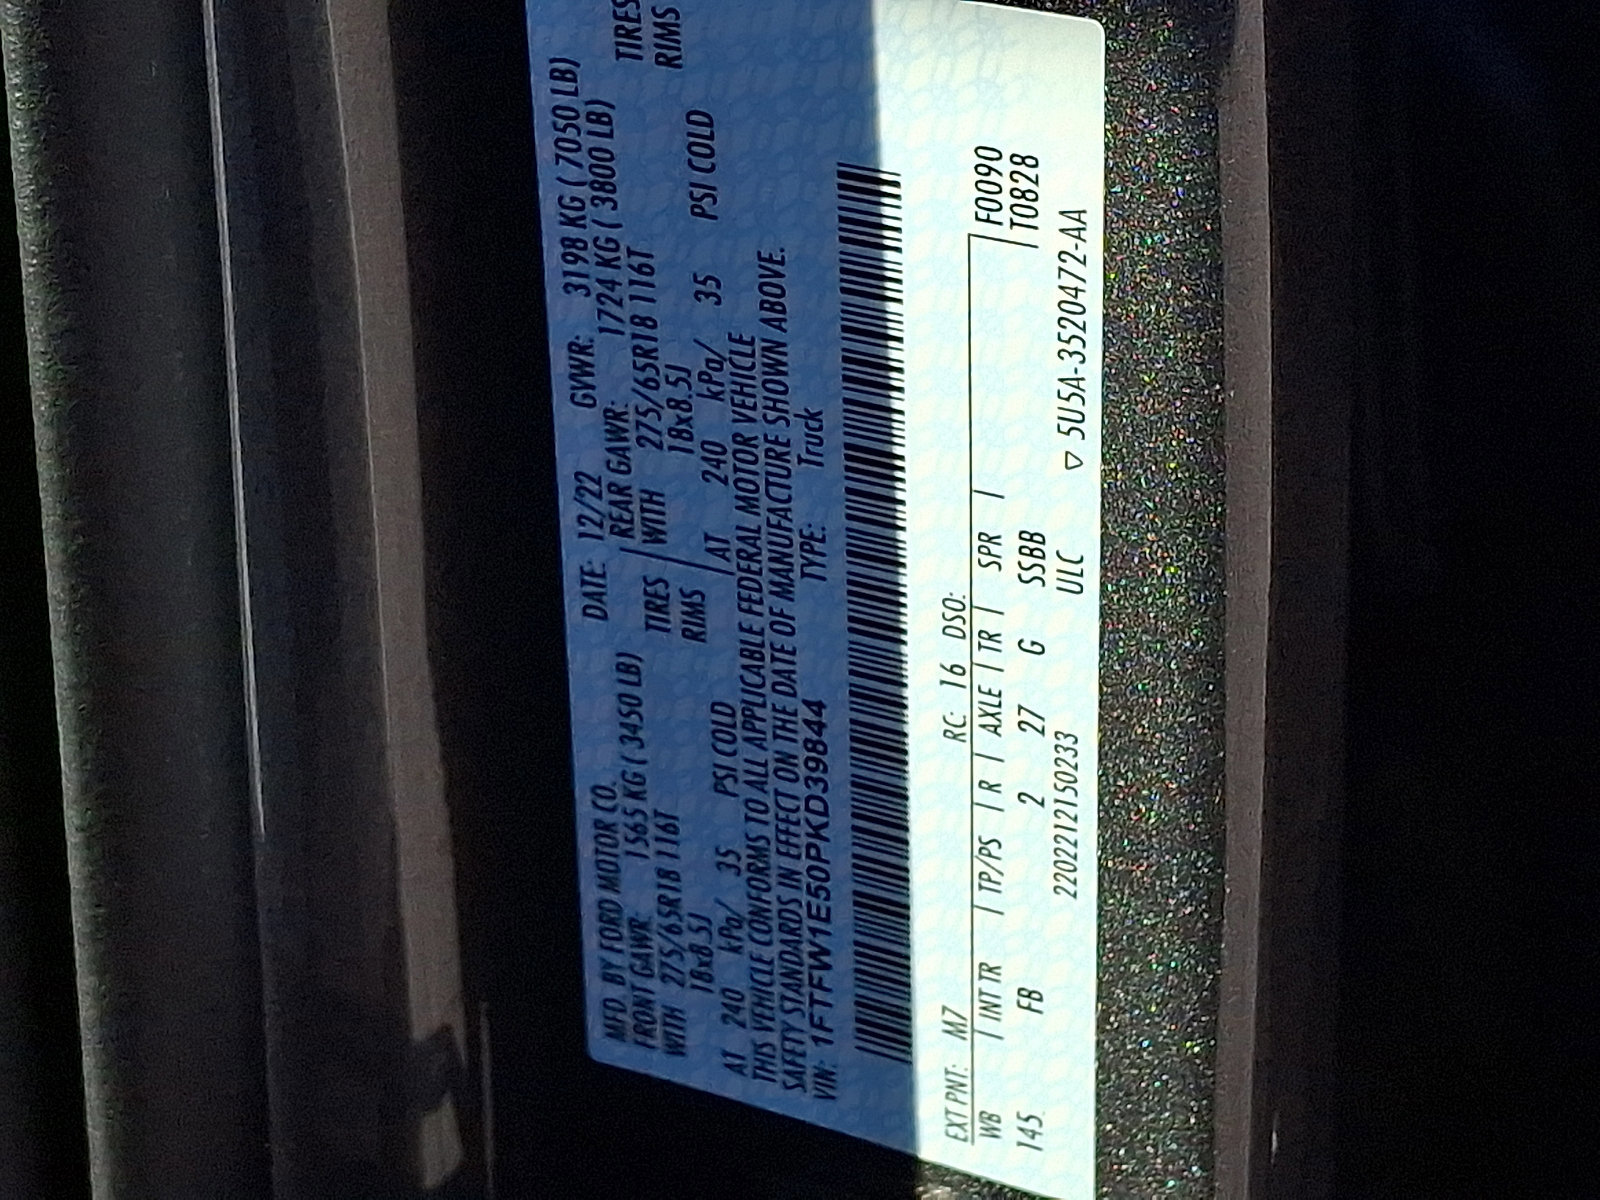 MFD. BY FORD MOTOR CO. DATE: 12/22 GVWR: 3198 KG ( 7050 LB)
FRONT GAWR: 1565 KG ( 3450 LB) REAR GAWR: 1724 KG ( 3800 LB)
WITH 275/65R18 116T TIRES WITH 275/65R18 116T TIRES
18x8.5J RIMS 18x8.5J RIMS
AT 240 kPa/ 35 PSI COLD AT 240 kPa/ 35 PSI COLD
THIS VEHICLE CONFORMS TO ALL APPLICABLE FEDERAL MOTOR VEHICLE
SAFETY STANDARDS IN EFFECT ON THE DATE OF MANUFACTURE SHOWN ABOVE.
VIN: 1FTFW1E50PKD39844 TYPE: Truck
EXT PNT: M7 RC: 16 DSO:
WB | INT TR | TP/PS | R | AXLE | TR | SPR | F0090
145 FB 2 27 G SSBB T0828
2202212150233 ULC ▽ 5U5A-3520472-AA